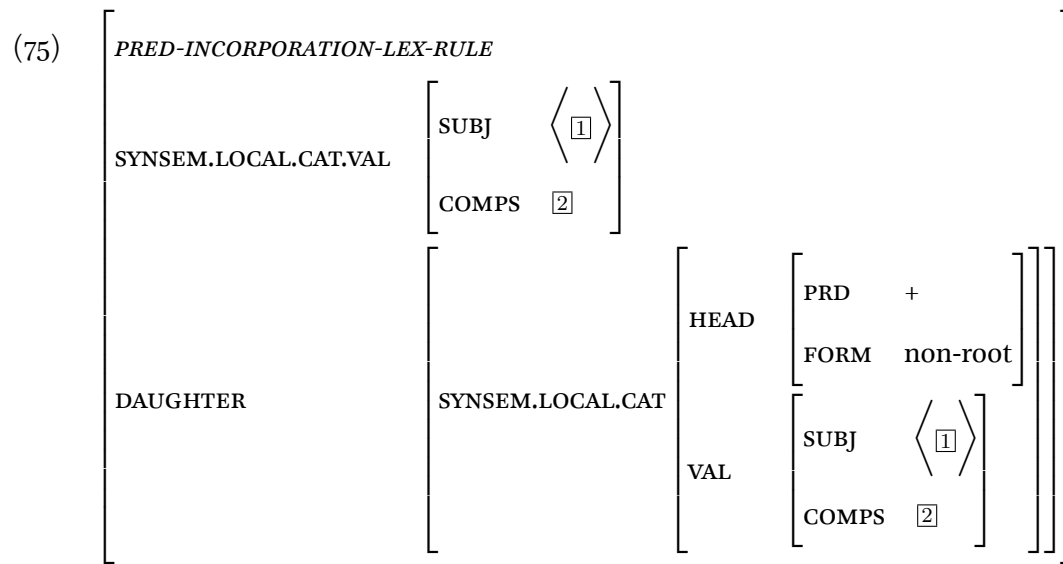 (75) PRED-INCORPORATION-LEX-RULE
SYNSEM.LOCAL.CAT.VAL
SUBJ ⟨ 1 ⟩
COMPS 2
DAUGHTER
SYNSEM.LOCAL.CAT
HEAD
PRD +
FORM non-root
VAL
SUBJ ⟨ 1 ⟩
COMPS 2